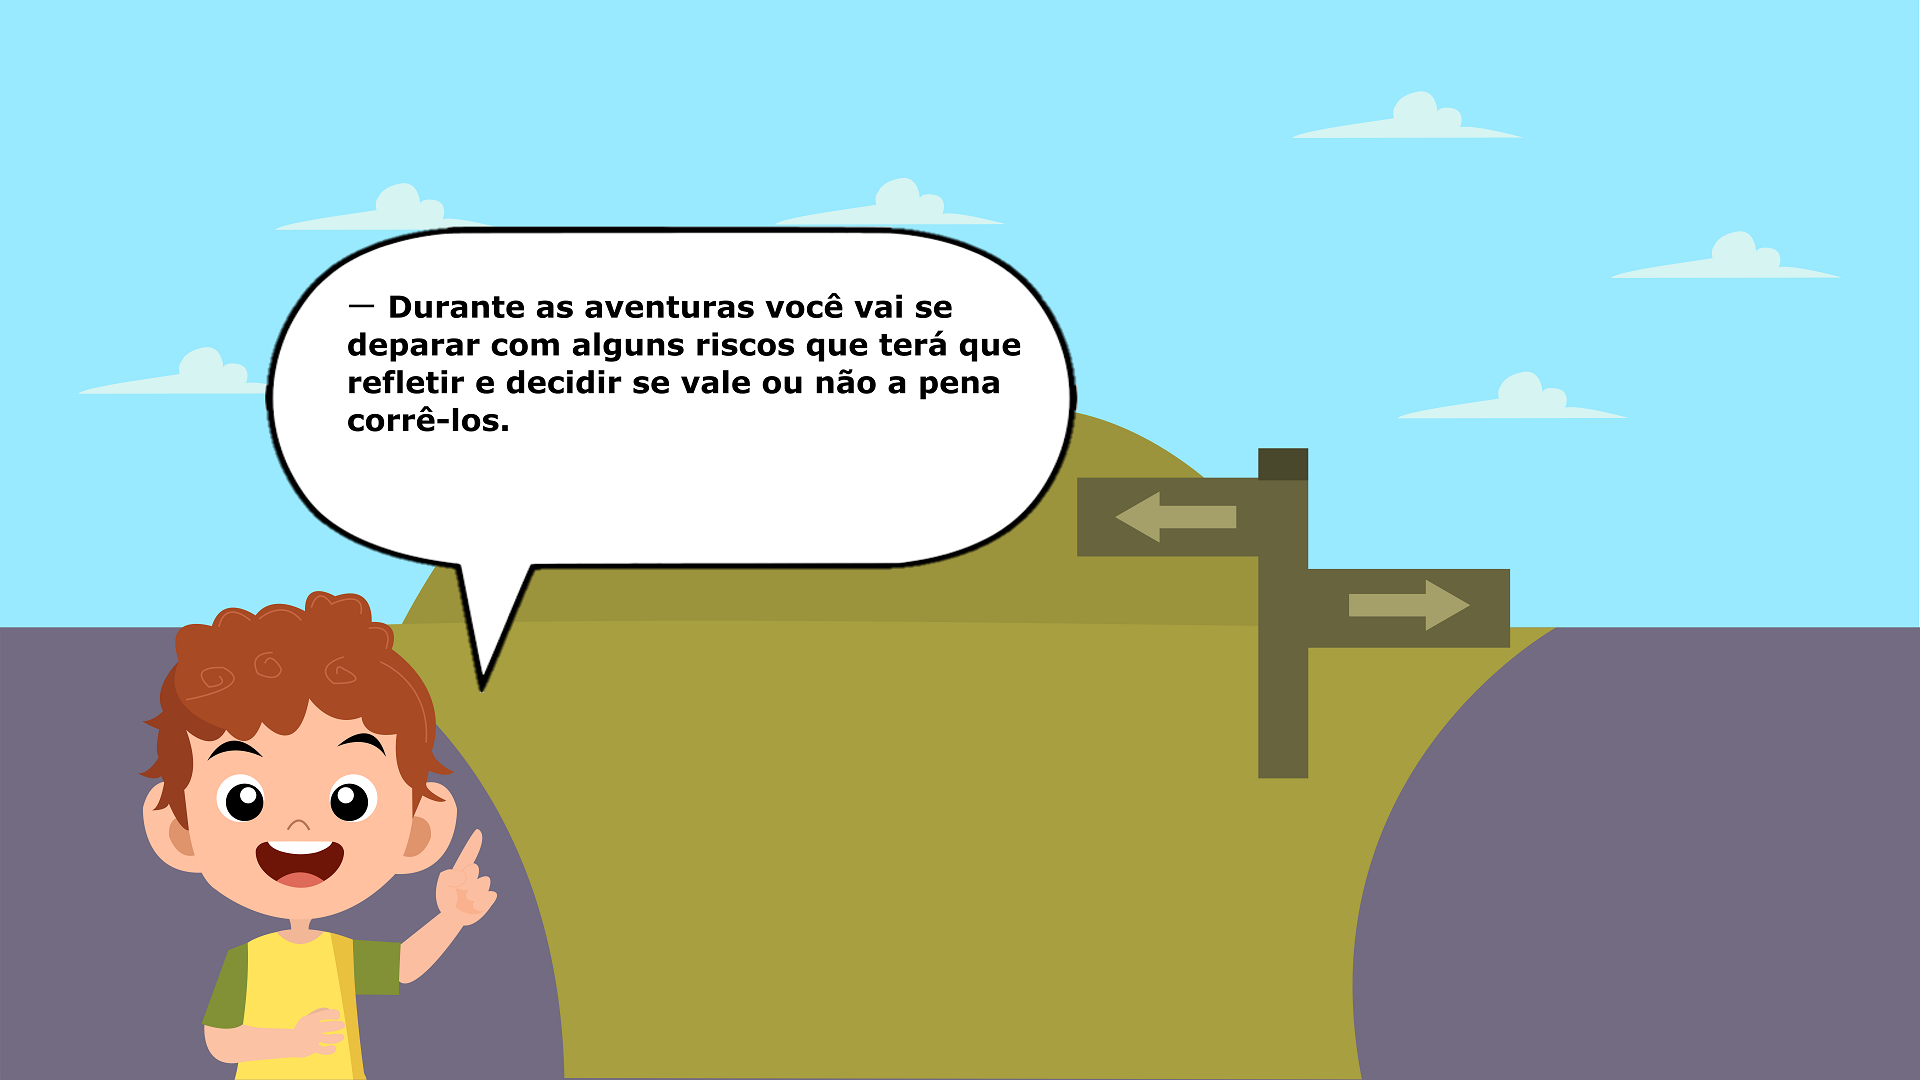 — Durante as aventuras você vai se
deparar com alguns riscos que terá que
refletir e decidir se vale ou não a pena
corrê-los.